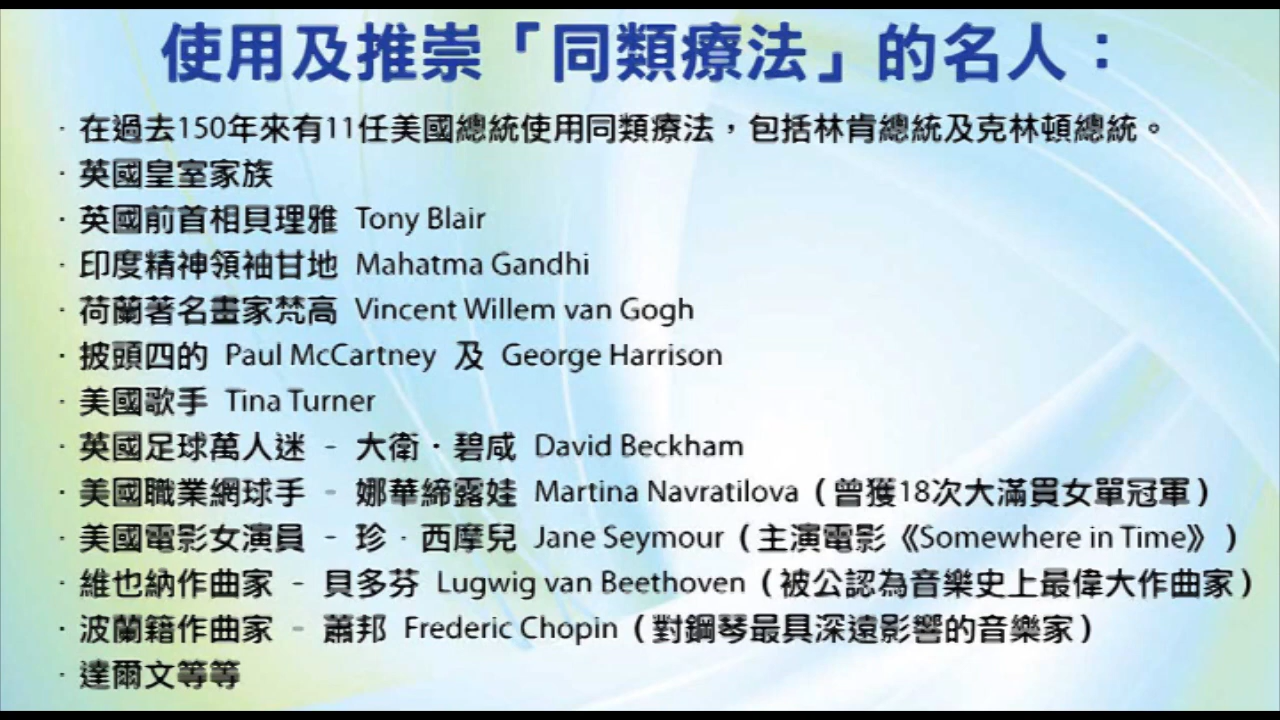 使用及推崇「同類療法」的名人：
· 在過去150年來有11任美國總統使用同類療法，包括林肯總統及克林頓總統。
· 英國皇室家族
· 英國前首相貝理雅 Tony Blair
· 印度精神領袖甘地 Mahatma Gandhi
· 荷蘭著名畫家梵高 Vincent Willem van Gogh
· 披頭四的 Paul McCartney 及 George Harrison
· 美國歌手 Tina Turner
· 英國足球萬人迷 - 大衛·碧咸 David Beckham
· 美國職業網球手 - 娜華締露娃 Martina Navratilova（曾獲18次大滿貫女單冠軍）
· 美國電影女演員 - 珍·西摩兒 Jane Seymour（主演電影《Somewhere in Time》）
· 維也納作曲家 - 貝多芬 Lugwig van Beethoven（被公認為音樂史上最偉大作曲家）
· 波蘭籍作曲家 - 蕭邦 Frederic Chopin（對鋼琴最具深遠影響的音樂家）
· 達爾文等等